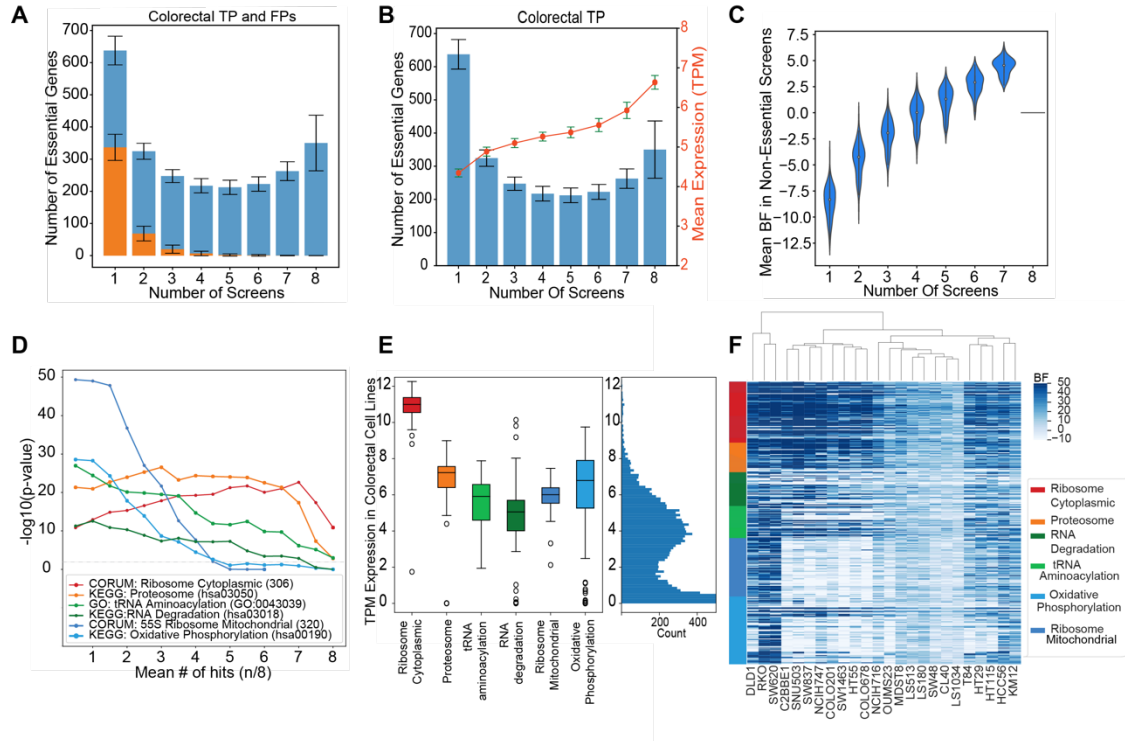 A
Colorectal TP and FPs
Number of Essential Genes
700
600
500
400
300
200
100
0
1 2 3 4 5 6 7 8
Number of Screens
B
Colorectal TP
Number of Essential Genes
700
600
500
400
300
200
100
0
8
7
6
5
4
3
2
Mean Expression (TPM)
1 2 3 4 5 6 7 8
Number Of Screens
C
Mean BF in Non-Essential Screens
7.5
5.0
2.5
0.0
−2.5
−5.0
−7.5
−10.0
−12.5
1 2 3 4 5 6 7 8
Number Of Screens
D
-log10(p-value)
50
40
30
20
10
0
CORUM: Ribosome Cytoplasmic (306)
KEGG: Proteosome (hsa03050)
GO: tRNA Aminoacylation (GO:0043039)
KEGG:RNA Degradation (hsa03018)
CORUM: 55S Ribosome Mitochondrial (320)
KEGG: Oxidative Phosphorylation (hsa00190)
1 2 3 4 5 6 7 8
Mean # of hits (n/8)
E
TPM Expression in Colorectal Cell Lines
12
10
8
6
4
2
0
Ribosome
Cytoplasmic
Proteosome
tRNA
aminoacylation
RNA
degradation
Ribosome
Mitochondrial
Oxidative
Phosphorylation
12
10
8
6
4
2
0
200 400
Count
F
BF
50
40
30
20
10
0
−10
Ribosome
Cytoplasmic
Proteosome
RNA
Degradation
tRNA
Aminoacylation
Oxidative
Phosphorylation
Ribosome
Mitochondrial
DLD1
RKO
SW620
C2BBE1
SNU503
SW837
NCIH747
COLO201
SW1463
HT55
COLO678
NCIH716
OUMS23
MDST8
LS513
LS180
SW48
CL40
LS1034
T84
HT29
HT115
HCC56
KM12